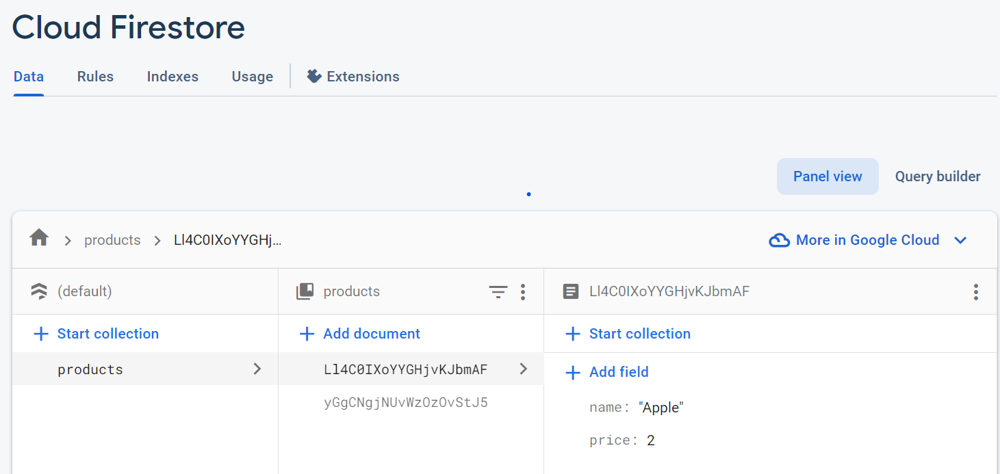 Cloud Firestore
Data Rules Indexes Usage Extensions
Panel view Query builder
products Ll4C0IXoYYGHj... More in Google Cloud
(default) products Ll4C0IXoYYGHjvKJbmAF
Start collection Add document Start collection
products Ll4C0IXoYYGHjvKJbmAF Add field
yGgCNgjNUvWzOzOvStJ5
name: "Apple"
price: 2